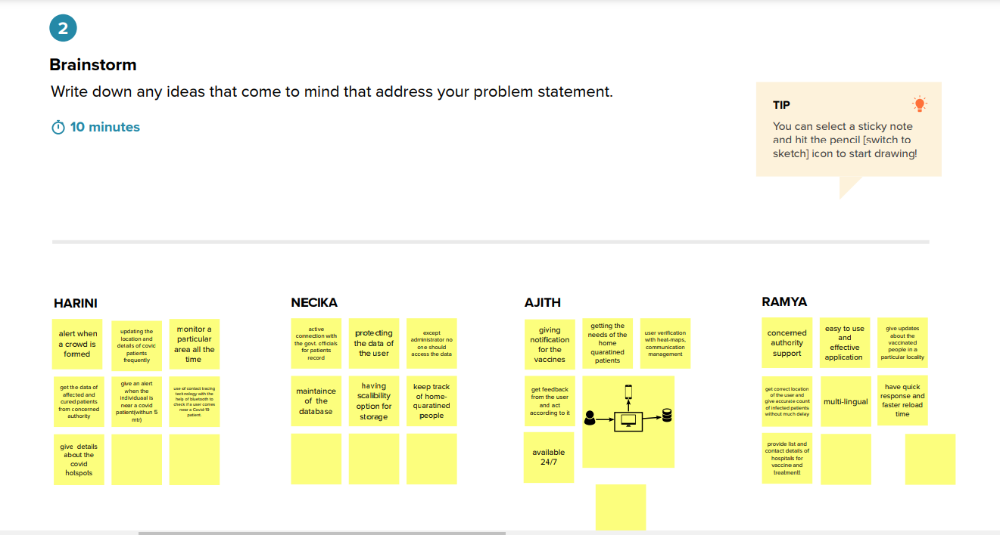 2
Brainstorm
Write down any ideas that come to mind that address your problem statement.
10 minutes
TIP
You can select a sticky note
and hit the pencil [switch to
sketch] icon to start drawing!
HARINI
alert when
a crowd is
formed
updating the
location and
details of covic
patients
frequently
monitor a
particular
area all the
time
get the data of
affected and
cured patients
from concerned
authority
give an alert
when the
individuaal is
near a covid
patient(withun 5
mtr)
use of contact tracing
technology with the
help of bluetooth to
check if a user comes
near a Covid-19
patient.
give details
about the
covid
hotspots
NECIKA
active
connection with
the govt. officials
for patients
record
protecting
the data of
the user
except
administrator no
one should
access the data
maintaince
of the
database
having
scalibility
option for
storage
keep track
of home-
quaratined
people
AJITH
giving
notification
for the
vaccines
getting the
needs of the
home
quaratined
patients
user verification
with heat-maps,
communication
management
get feedback
from the user
and act
according to it
available
24/7
RAMYA
concerned
authority
support
easy to use
and
effective
application
give updates
about the
vaccinated
people in a
particular locality
get correct location
of the user and
give accurate count
of infected patients
without much delay
multi-lingual
have quick
response and
faster reload
time
provide list and
contact details of
hospitals for
vaccine and
treatmentt